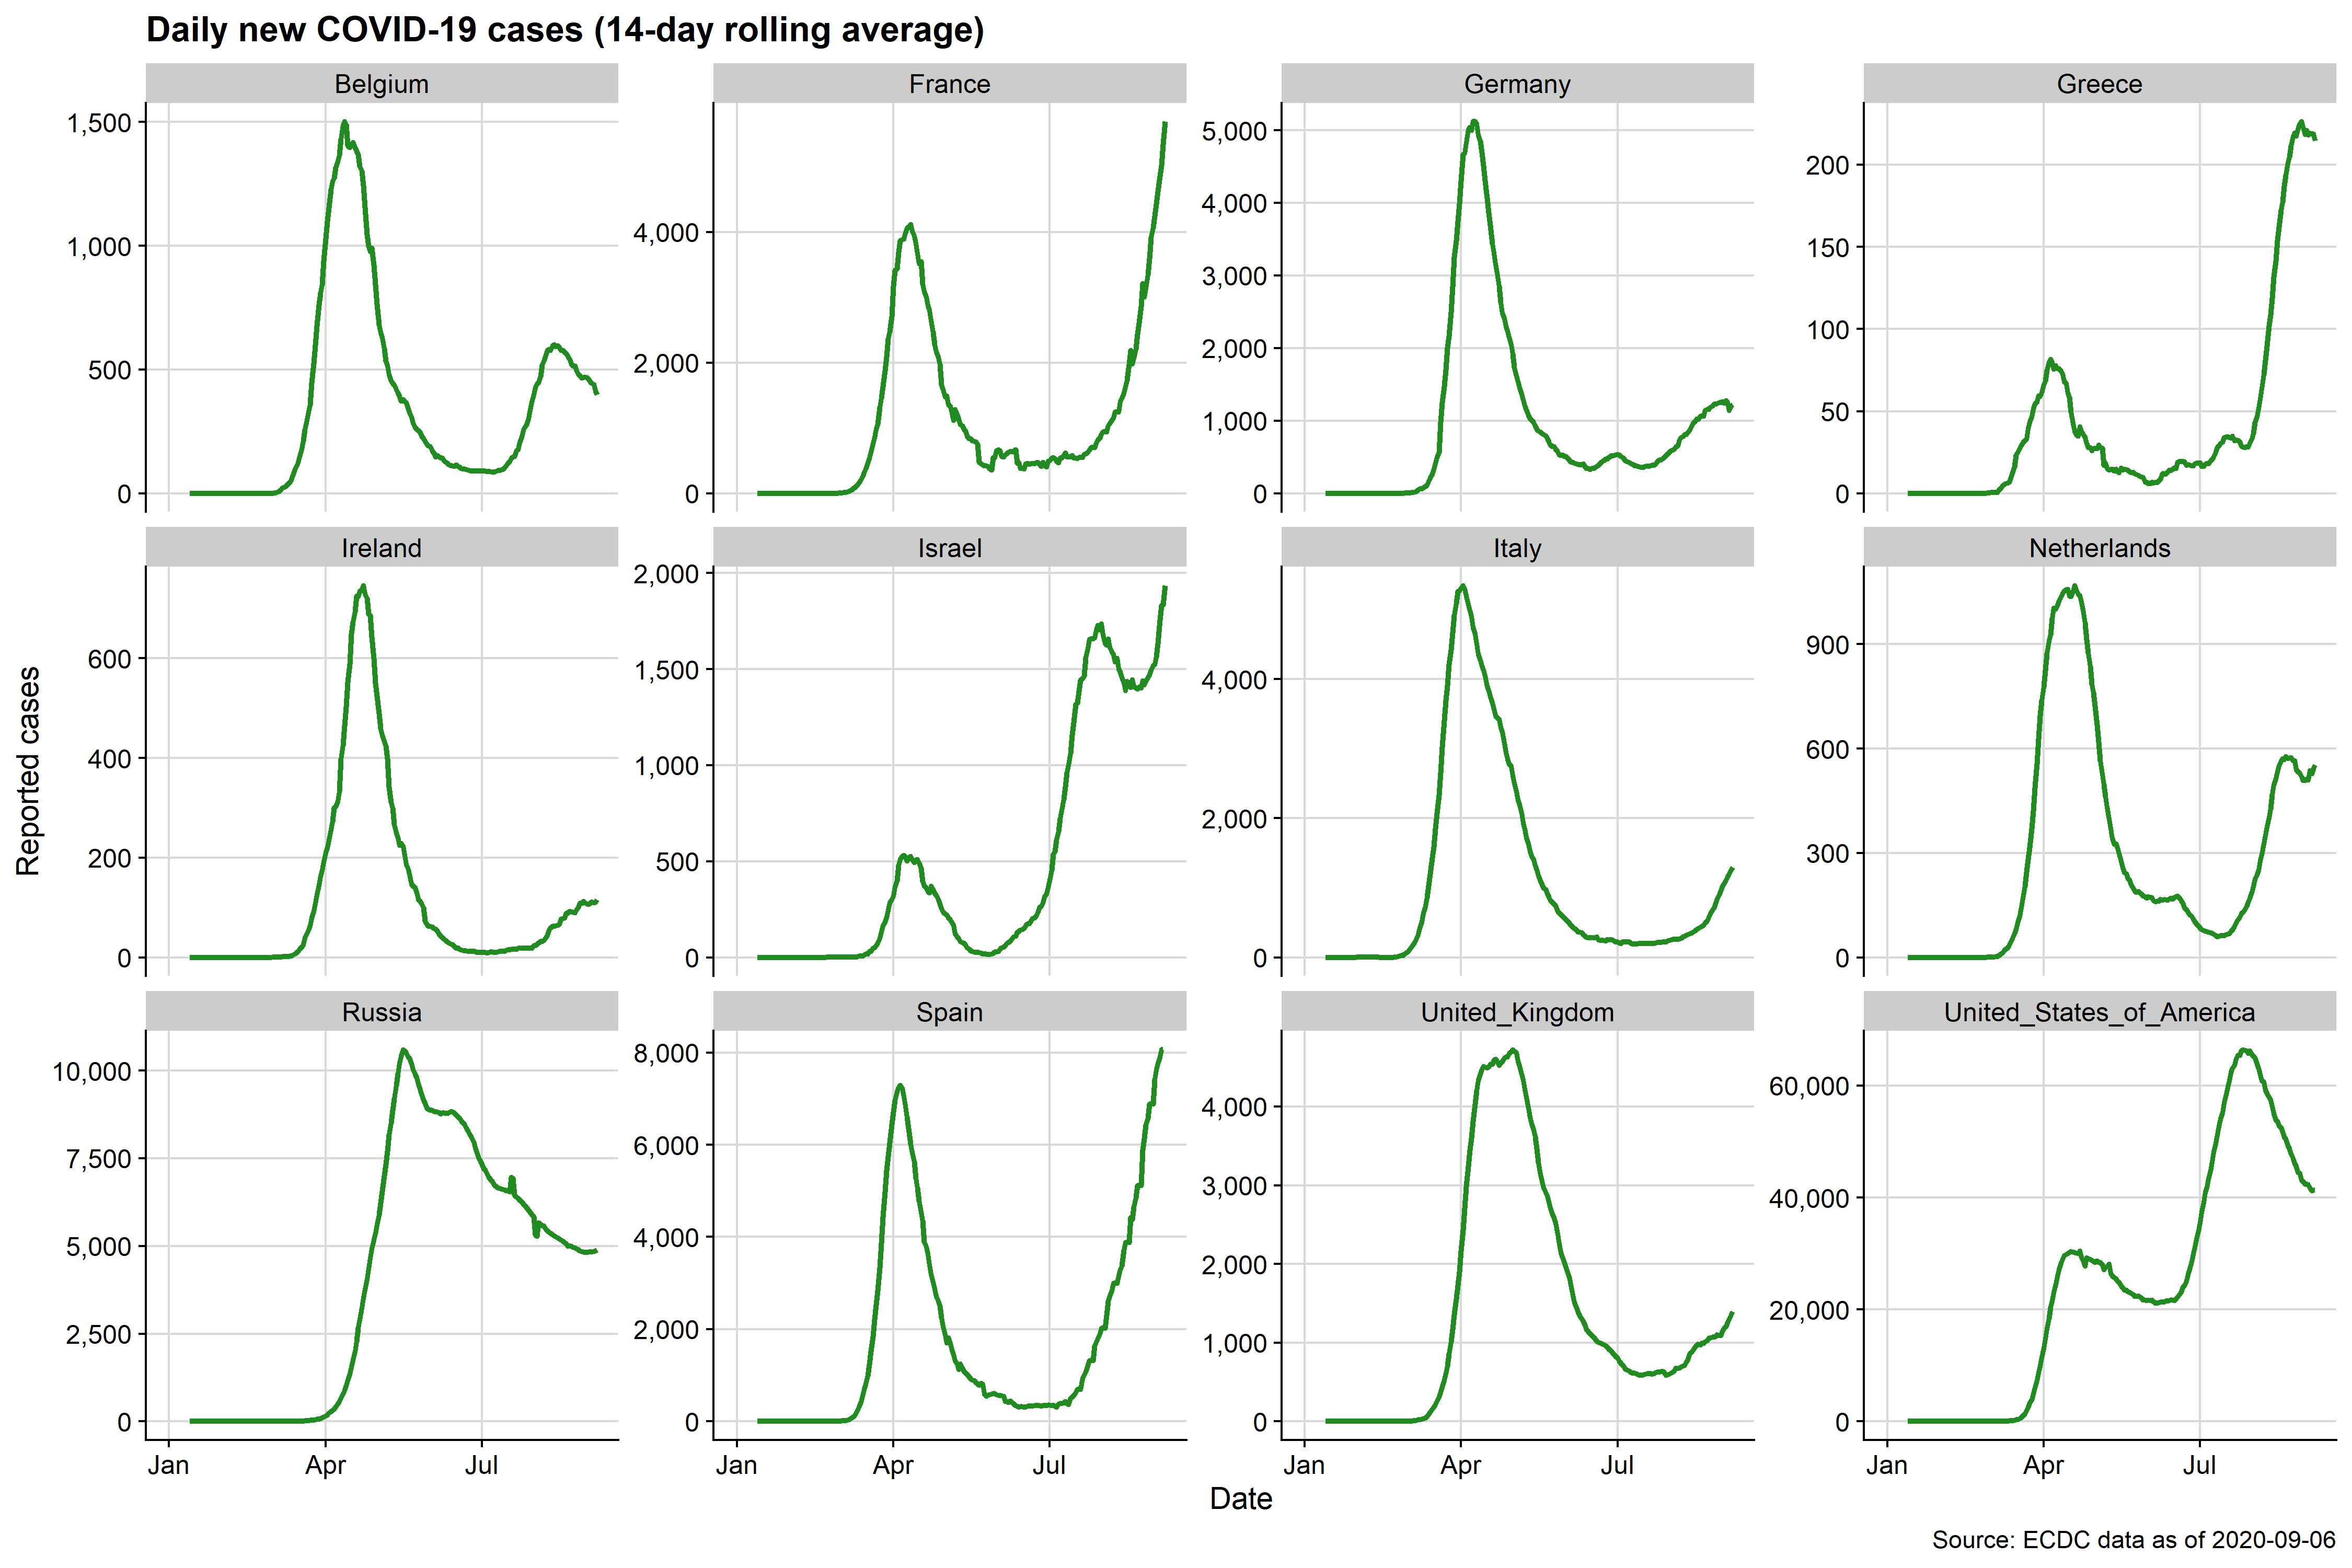 Daily new COVID-19 cases (14-day rolling average)
Belgium
France
Germany
Greece
1,500
1,000
500
0
4,000
2,000
0
5,000
4,000
3,000
2,000
1,000
0
200
150
100
50
0
Ireland
Israel
Italy
Netherlands
600
400
200
0
2,000
1,500
1,000
500
0
4,000
2,000
0
900
600
300
0
Russia
Spain
United_Kingdom
United_States_of_America
10,000
7,500
5,000
2,500
0
8,000
6,000
4,000
2,000
0
4,000
3,000
2,000
1,000
0
60,000
40,000
20,000
0
Reported cases
Jan Apr Jul
Jan Apr Jul
Jan Apr Jul
Jan Apr Jul
Date
Source: ECDC data as of 2020-09-06